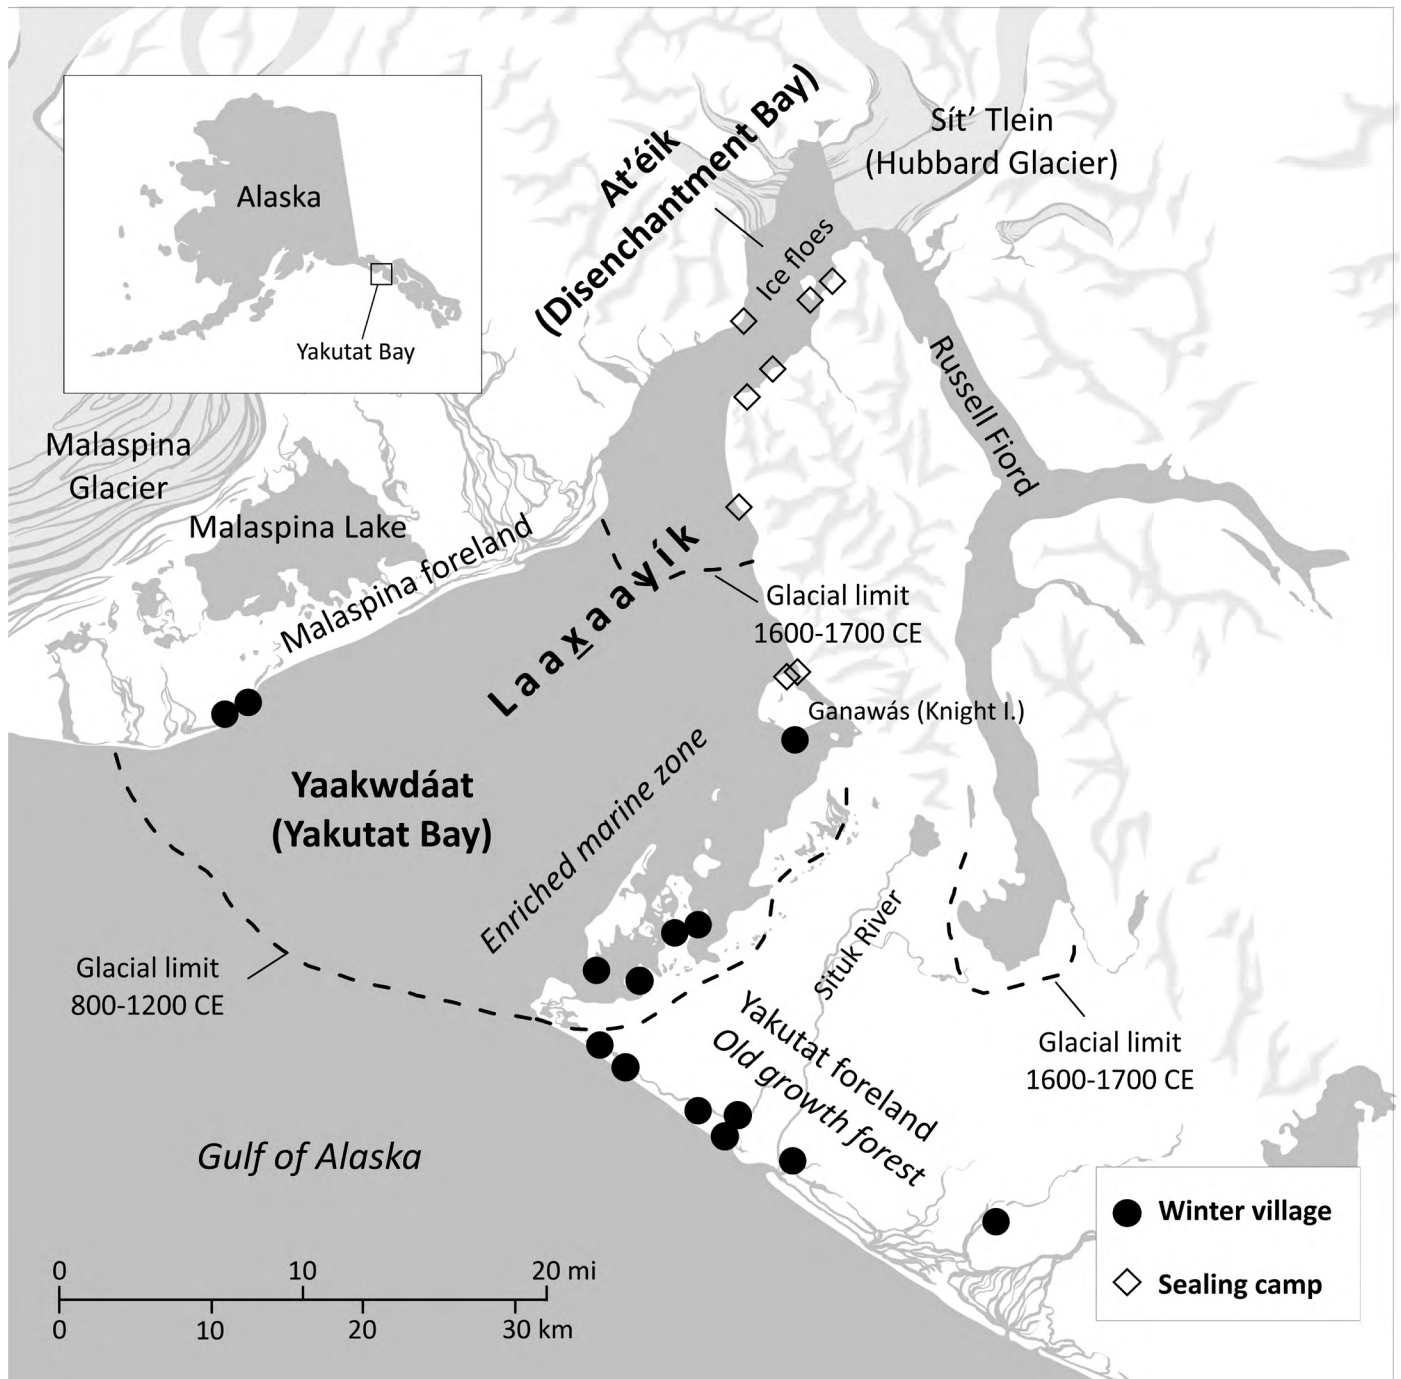 Alaska
Yakutat Bay
At’éik
(Disenchantment Bay)
Sít’ Tlein
(Hubbard Glacier)
Ice floes
Russell Fiord
Malaspina
Glacier
Malaspina Lake
Malaspina foreland
Laax̲aayík
Glacial limit
1600-1700 CE
Ganawás (Knight I.)
Yaakwdáat
(Yakutat Bay)
Enriched marine zone
Situk River
Glacial limit
800-1200 CE
Yakutat foreland
Old growth forest
Glacial limit
1600-1700 CE
Gulf of Alaska
Winter village
Sealing camp
0 10 20 mi
0 10 20 30 km